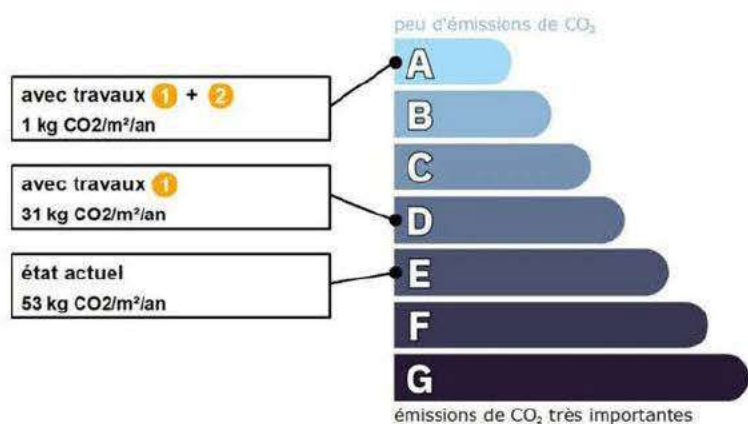 peu d'émissions de CO₂
A
avec travaux 1 + 2
1 kg CO2/m²/an
B
C
avec travaux 1
31 kg CO2/m²/an
D
état actuel
53 kg CO2/m²/an
E
F
G
émissions de CO₂ très importantes